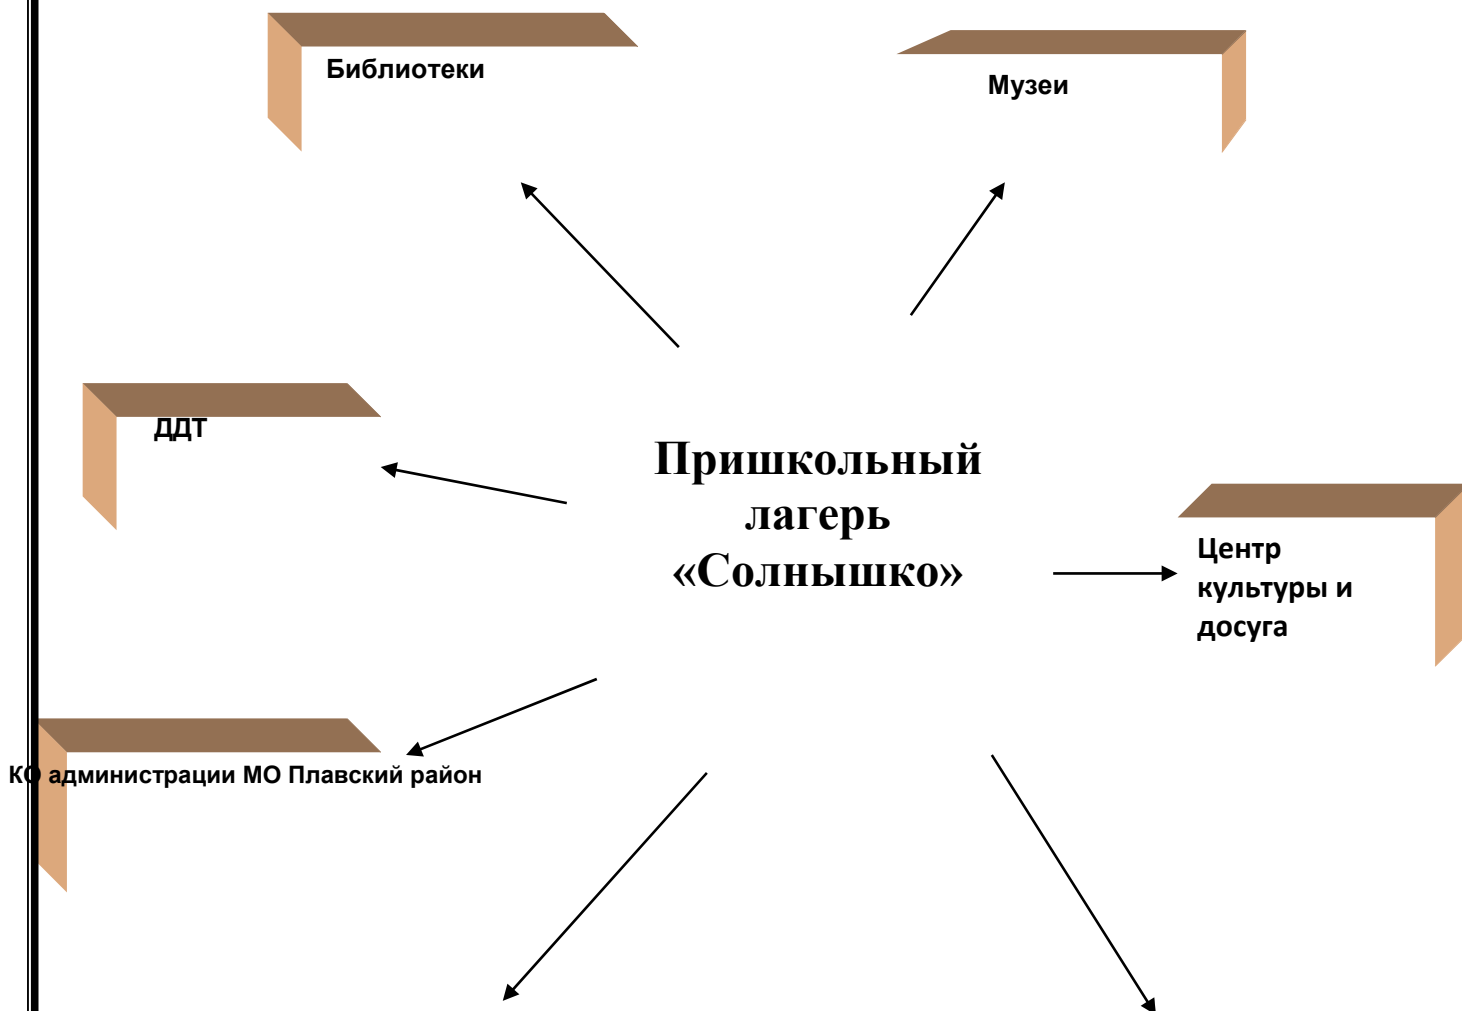 Библиотеки
Музеи
ДДТ
Пришкольный
лагерь
«Солнышко»
Центр
культуры и
досуга
КО администрации МО Плавский район